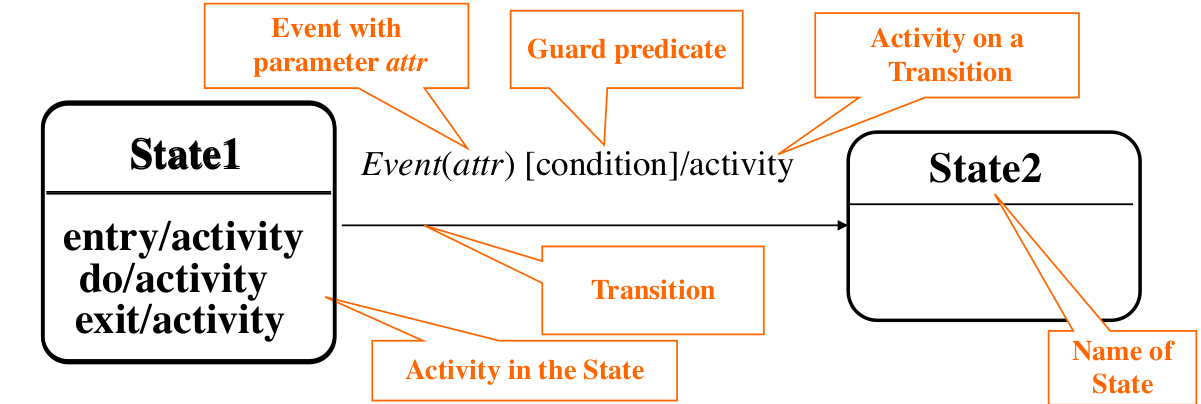 Event with
parameter attr
Guard predicate
Activity on a
Transition
State1
Event(attr) [condition]/activity
State2
entry/activity
do/activity
exit/activity
Transition
Activity in the State
Name of
State